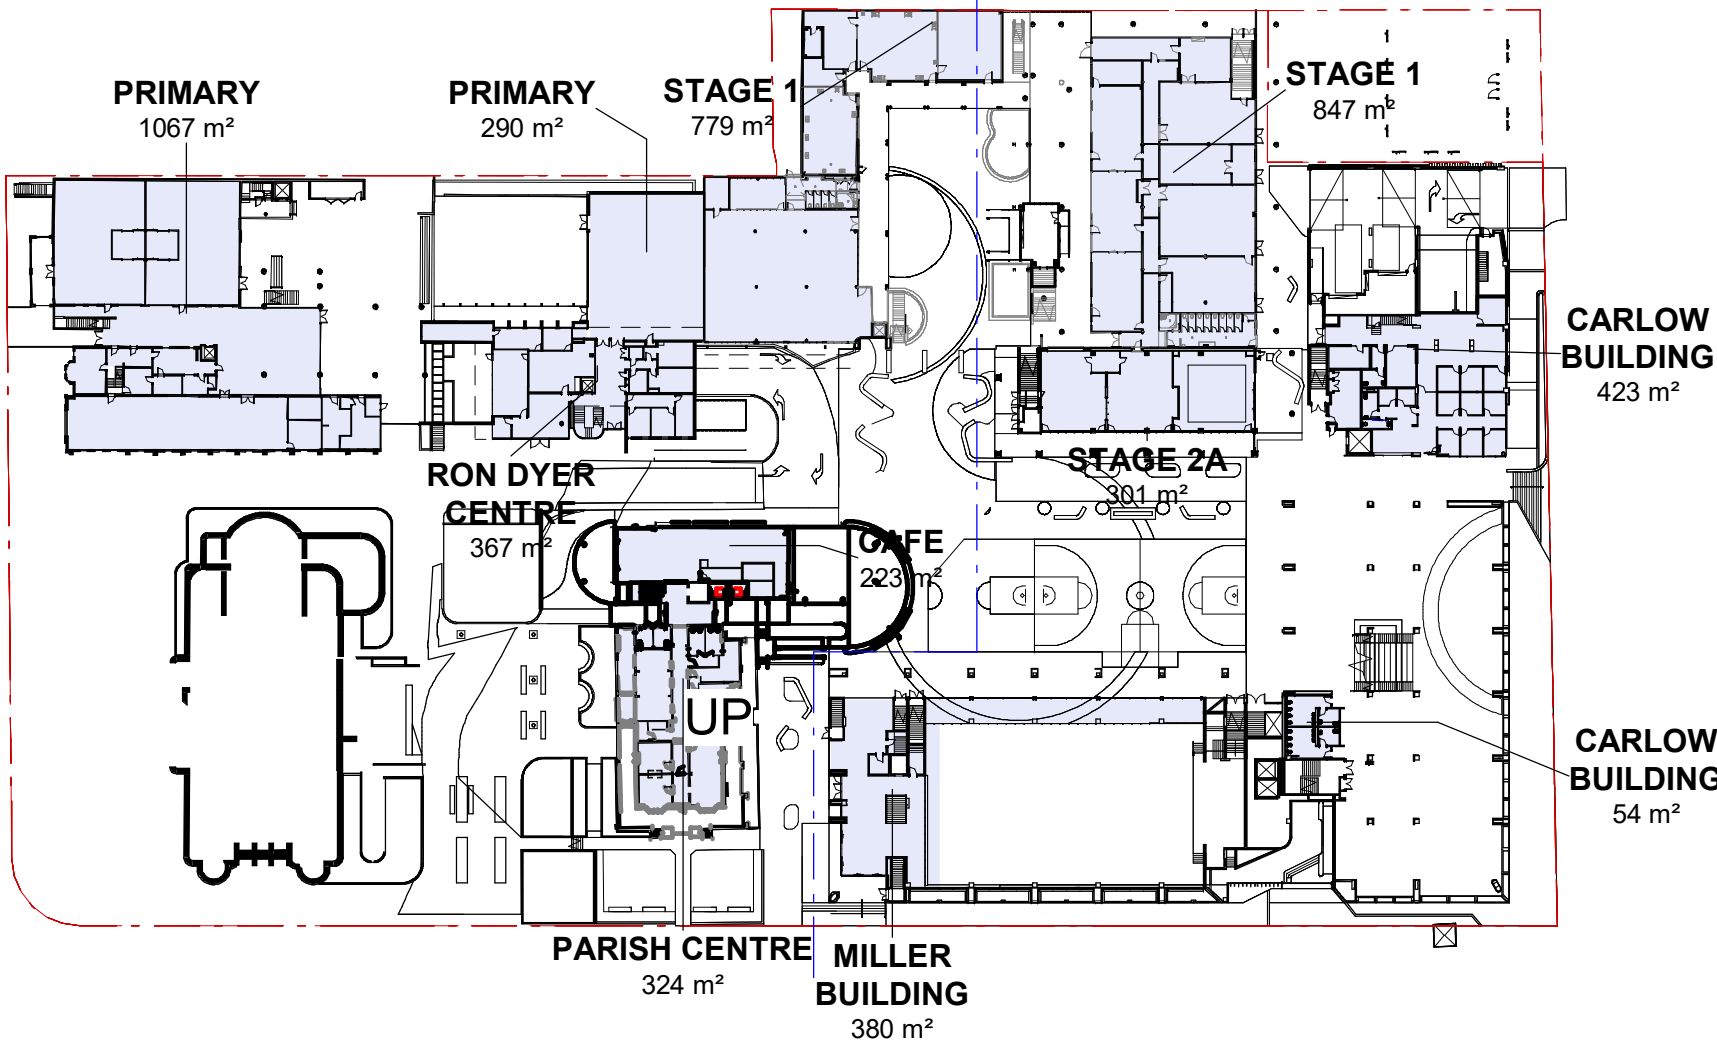 PRIMARY
1067 m²
PRIMARY
290 m²
STAGE 1
779 m²
STAGE 1
847 m²
CARLOW
BUILDING
423 m²
RON DYER
CENTRE
367 m²
STAGE 2A
301 m²
CAFE
223 m²
UP
CARLOW
BUILDING
54 m²
PARISH CENTRE
324 m²
MILLER
BUILDING
380 m²